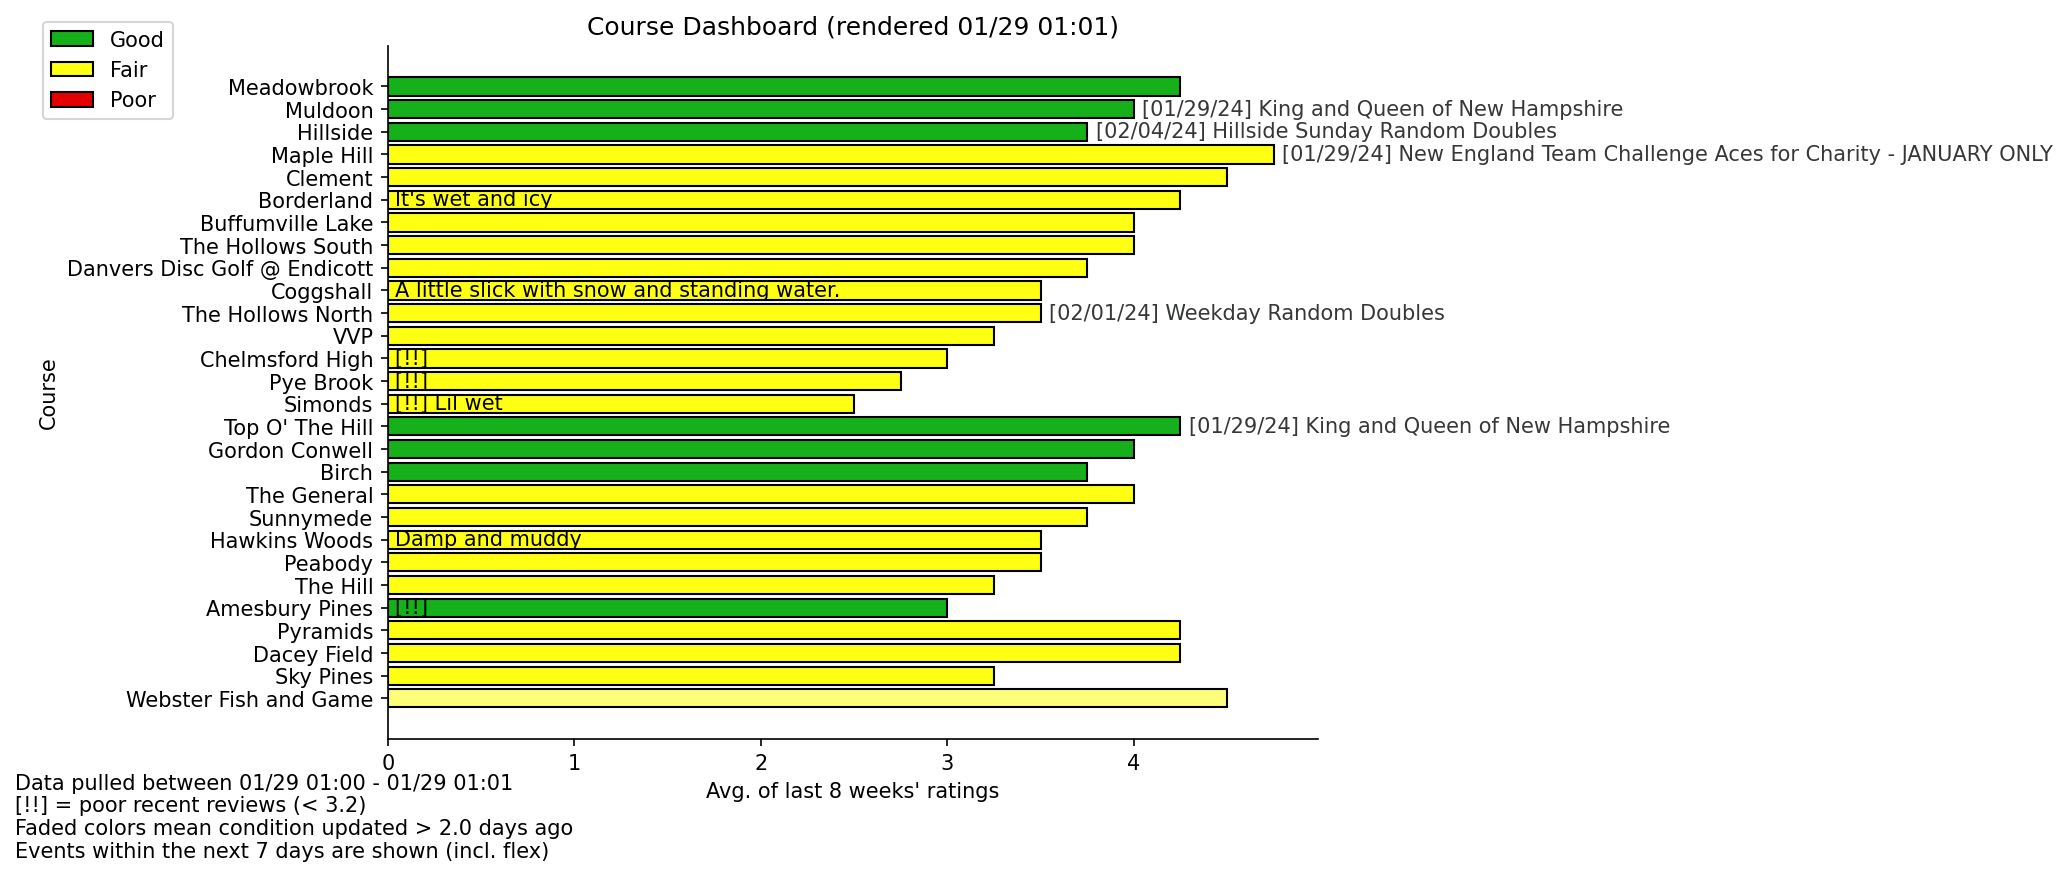 Course Dashboard (rendered 01/29 01:01)
Good
Fair
Poor
Meadowbrook
Muldoon [01/29/24] King and Queen of New Hampshire
Hillside [02/04/24] Hillside Sunday Random Doubles
Maple Hill [01/29/24] New England Team Challenge Aces for Charity - JANUARY ONLY
Clement
Borderland It's wet and icy
Buffumville Lake
The Hollows South
Danvers Disc Golf @ Endicott
Coggshall A little slick with snow and standing water.
The Hollows North [02/01/24] Weekday Random Doubles
VVP
Chelmsford High [!!]
Pye Brook [!!]
Simonds [!!] Lil wet
Top O' The Hill [01/29/24] King and Queen of New Hampshire
Gordon Conwell
Birch
The General
Sunnymede
Hawkins Woods Damp and muddy
Peabody
The Hill
Amesbury Pines [!!]
Pyramids
Dacey Field
Sky Pines
Webster Fish and Game
Course
0 1 2 3 4
Avg. of last 8 weeks' ratings
Data pulled between 01/29 01:00 - 01/29 01:01
[!!] = poor recent reviews (< 3.2)
Faded colors mean condition updated > 2.0 days ago
Events within the next 7 days are shown (incl. flex)